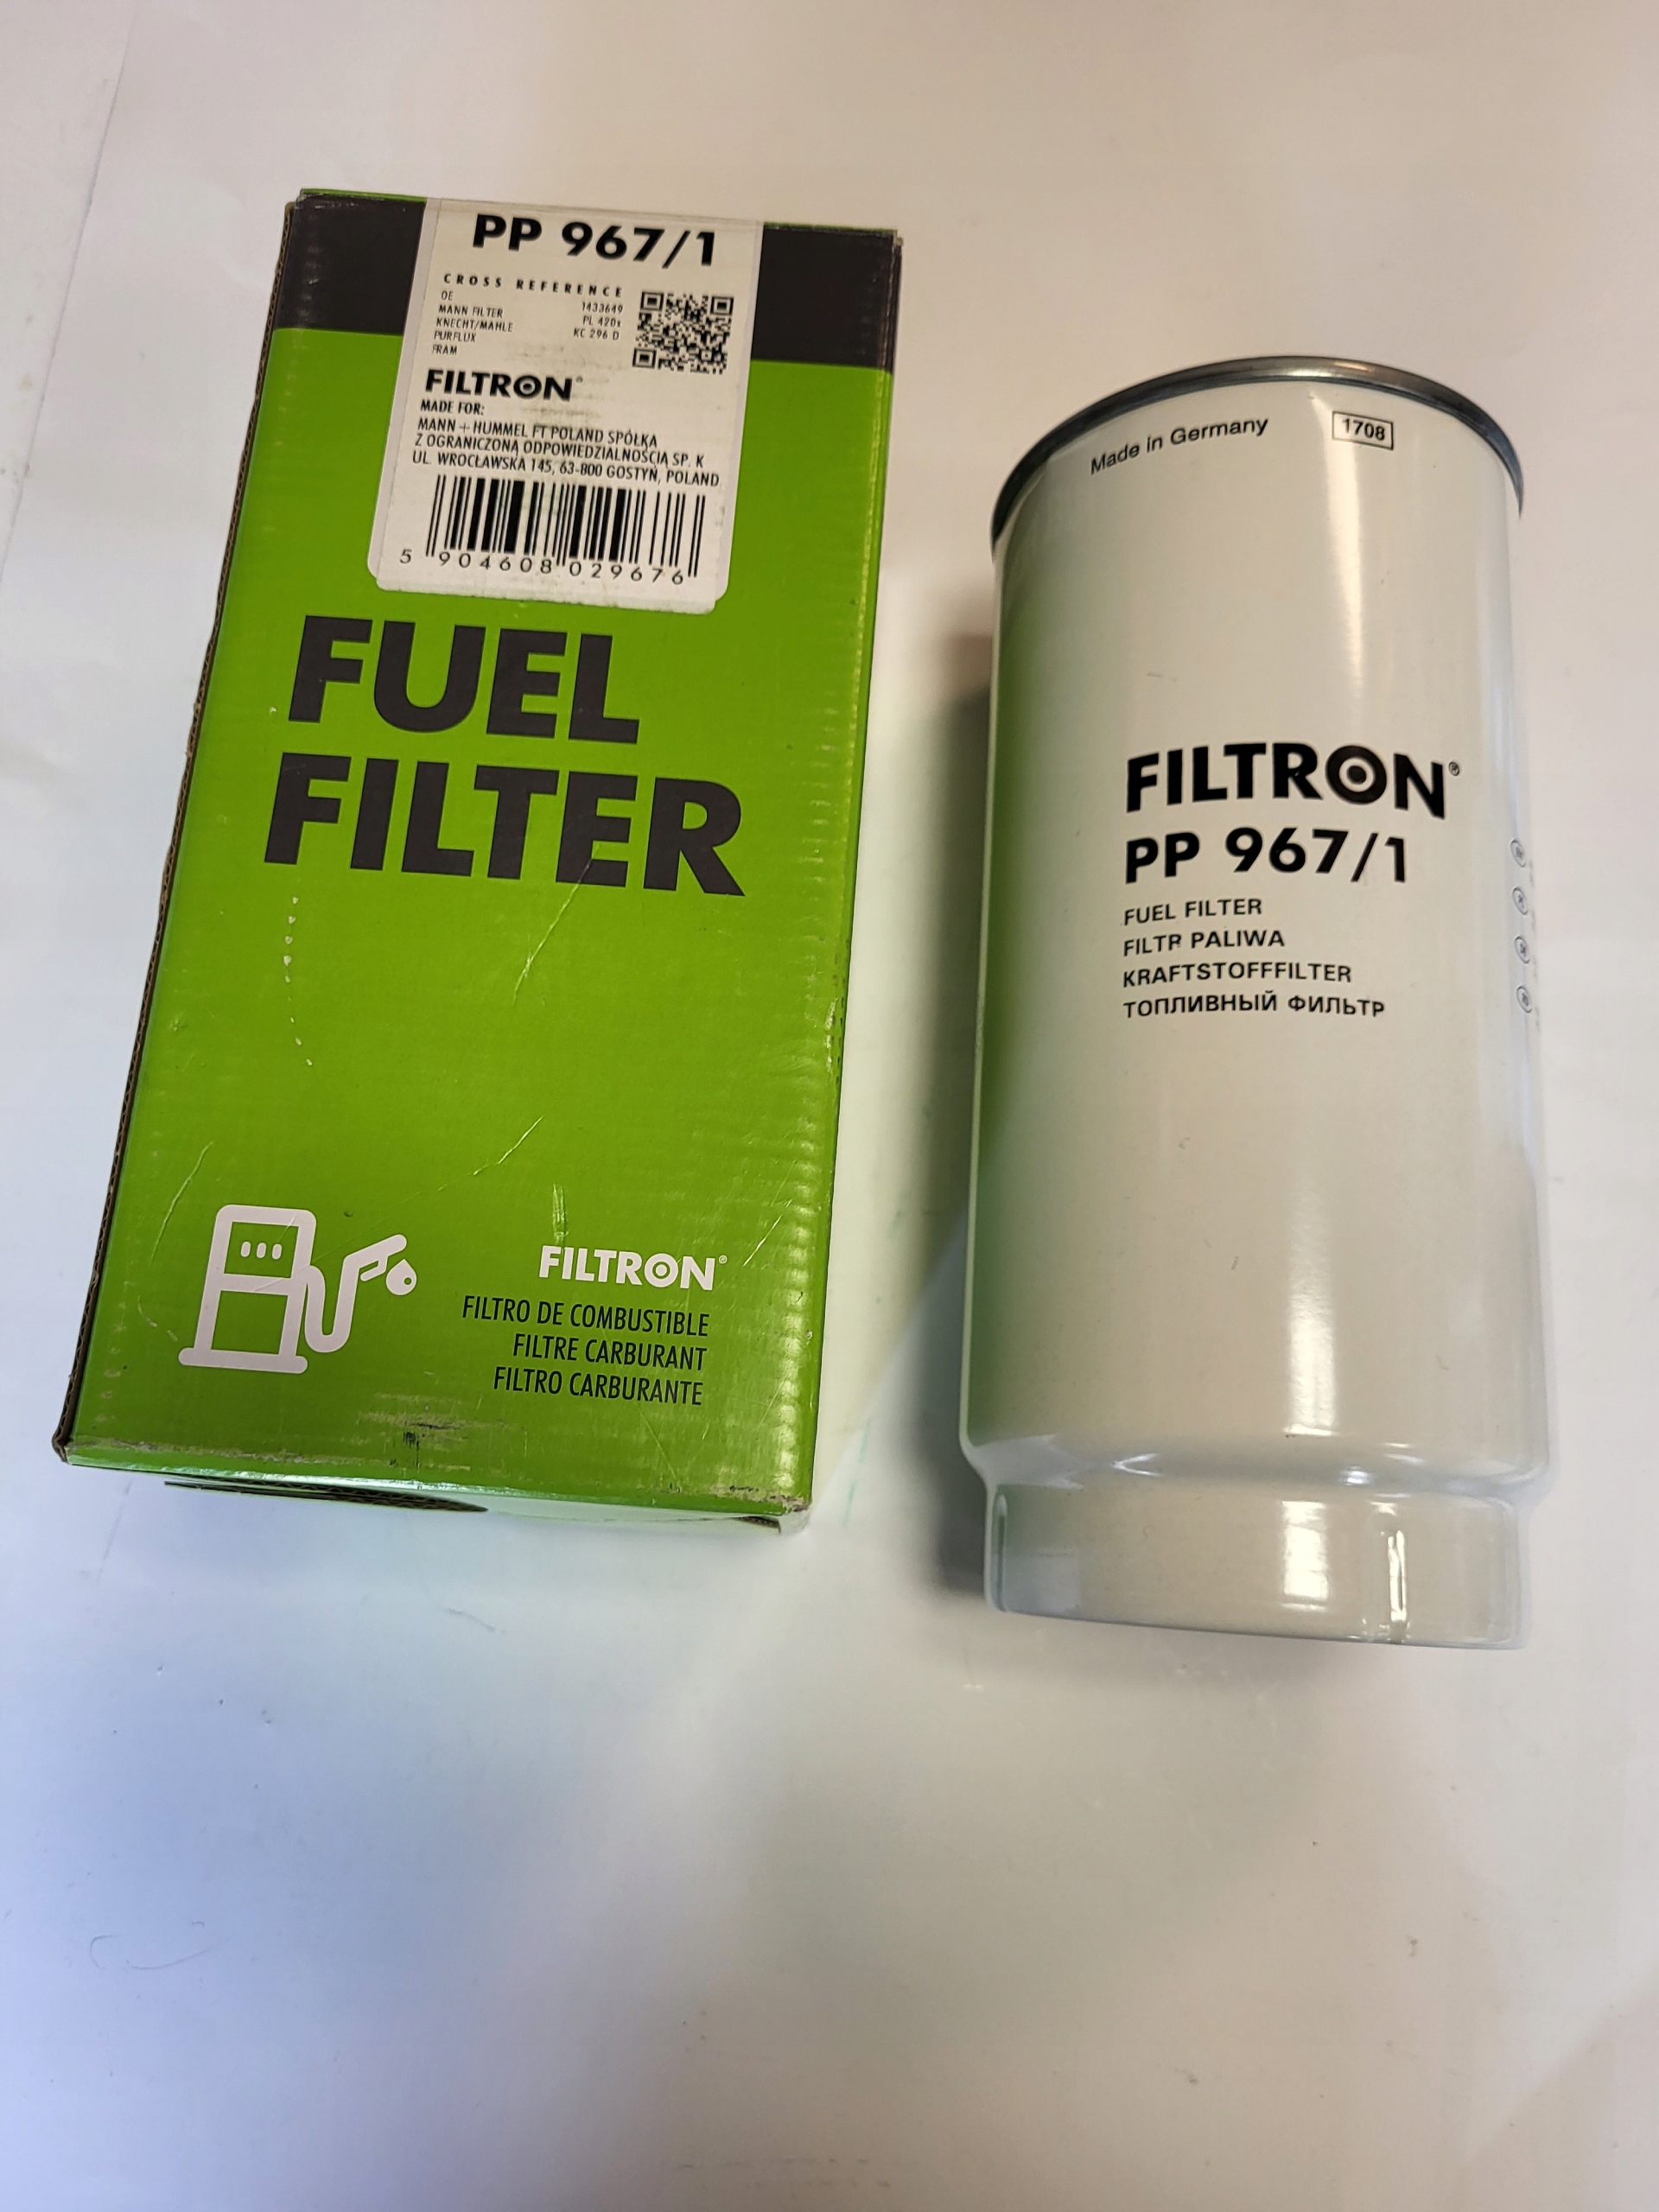 PP 967/1
CROSS REFERENCE
OE 1433649
MANN FILTER PL 420x
KNECHT/MAHLE KC 296 D
PURFLUX
FRAM
FILTRON®
MADE FOR:
MANN + HUMMEL FT POLAND SPÓŁKA
Z OGRANICZONĄ ODPOWIEDZIALNOŚCIĄ SP. K
UL. WROCŁAWSKA 145, 63-800 GOSTYŃ, POLAND
5 904608 029676
FUEL
FILTER
FILTRON®
FILTRO DE COMBUSTIBLE
FILTRE CARBURANT
FILTRO CARBURANTE
Made in Germany 1708
FILTRON®
PP 967/1
FUEL FILTER
FILTR PALIWA
KRAFTSTOFFFILTER
ТОПЛИВНЫЙ ФИЛЬТР